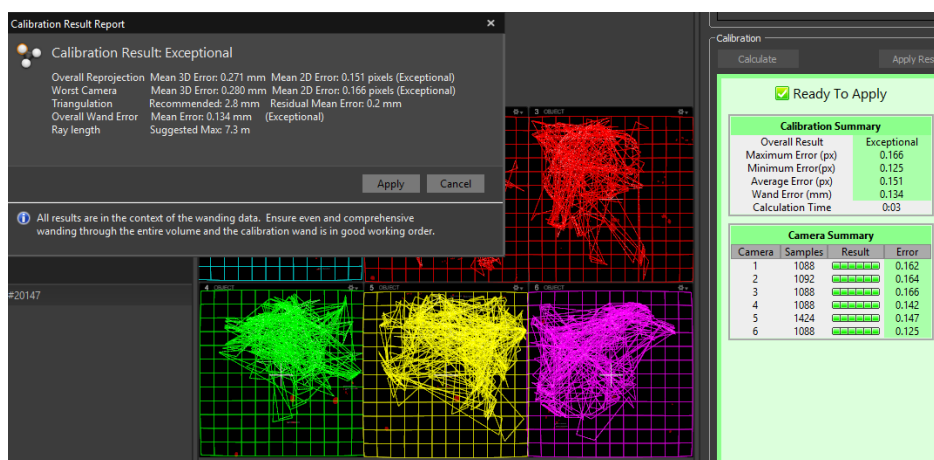 Calibration Result Report
Calibration Result: Exceptional
Overall Reprojection Mean 3D Error: 0.271 mm Mean 2D Error: 0.151 pixels (Exceptional)
Worst Camera Mean 3D Error: 0.280 mm Mean 2D Error: 0.166 pixels (Exceptional)
Triangulation Recommended: 2.8 mm Residual Mean Error: 0.2 mm
Overall Wand Error Mean Error: 0.134 mm (Exceptional)
Ray length Suggested Max: 7.3 m
Apply Cancel
All results are in the context of the wanding data. Ensure even and comprehensive
wanding through the entire volume and the calibration wand is in good working order.
#20147
3 OBJECT
4 OBJECT
5 OBJECT
6 OBJECT
Calibration
Calculate Apply Res
Ready To Apply
Calibration Summary
Overall Result Exceptional
Maximum Error (px) 0.166
Minimum Error(px) 0.125
Average Error (px) 0.151
Wand Error (mm) 0.134
Calculation Time 0:03
Camera Summary
Camera Samples Result Error
1 1088 0.162
2 1092 0.164
3 1088 0.166
4 1088 0.142
5 1424 0.147
6 1088 0.125